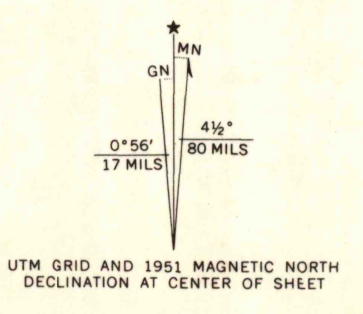 MN
GN
0°56'
17 MILS
4½°
80 MILS
UTM GRID AND 1951 MAGNETIC NORTH
DECLINATION AT CENTER OF SHEET